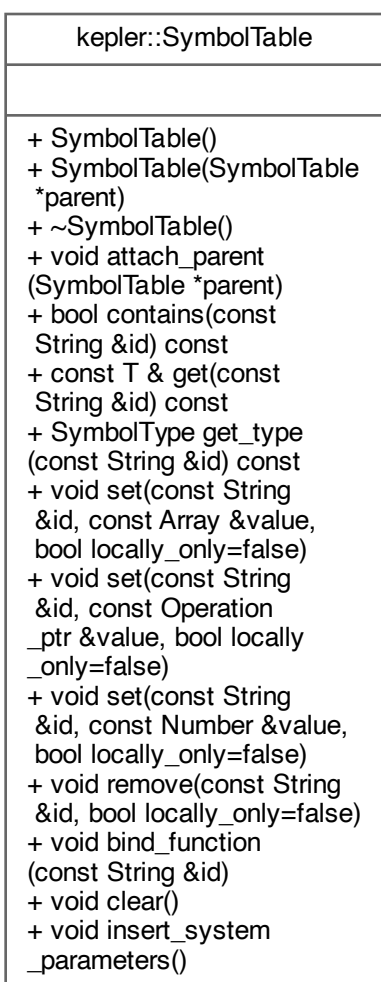 kepler::SymbolTable
+ SymbolTable()
+ SymbolTable(SymbolTable
*parent)
+ ~SymbolTable()
+ void attach_parent
(SymbolTable *parent)
+ bool contains(const
String &id) const
+ const T & get(const
String &id) const
+ SymbolType get_type
(const String &id) const
+ void set(const String
&id, const Array &value,
bool locally_only=false)
+ void set(const String
&id, const Operation
_ptr &value, bool locally
_only=false)
+ void set(const String
&id, const Number &value,
bool locally_only=false)
+ void remove(const String
&id, bool locally_only=false)
+ void bind_function
(const String &id)
+ void clear()
+ void insert_system
_parameters()